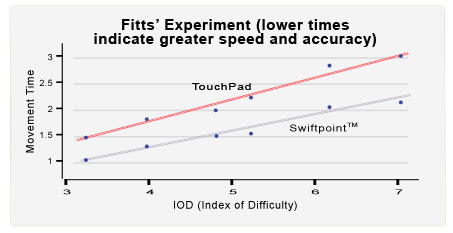 Fitts' Experiment (lower times
indicate greater speed and accuracy)
Movement Time
3
2.5
2
1.5
1
TouchPad
Swiftpoint™
3 4 5 6 7
IOD (Index of Difficulty)